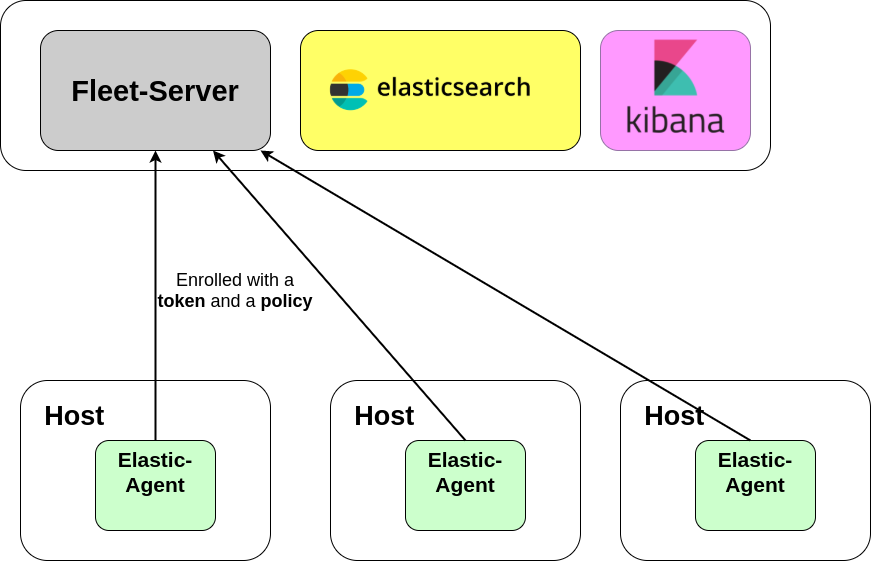 Fleet-Server
elasticsearch
kibana
Enrolled with a
token and a policy
Host
Elastic-
Agent
Host
Elastic-
Agent
Host
Elastic-
Agent